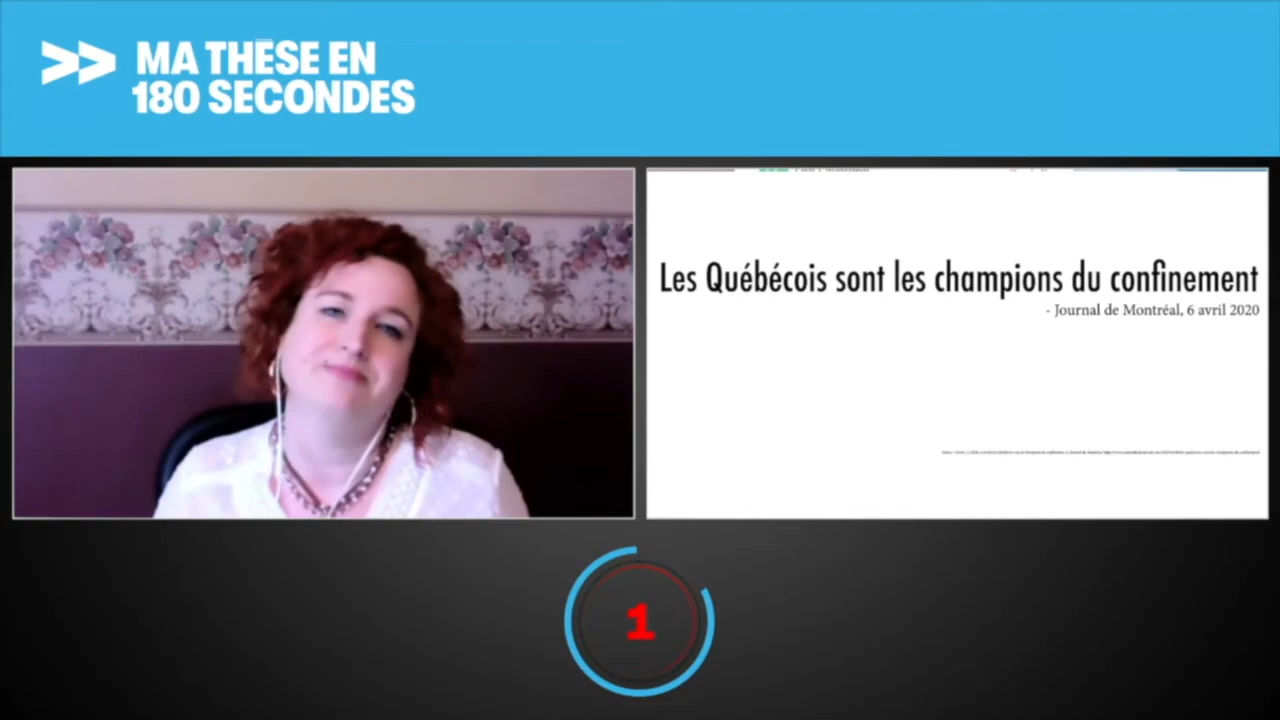 MA THÈSE EN
180 SECONDES
Les Québécois sont les champions du confinement
- Journal de Montréal, 6 avril 2020
1